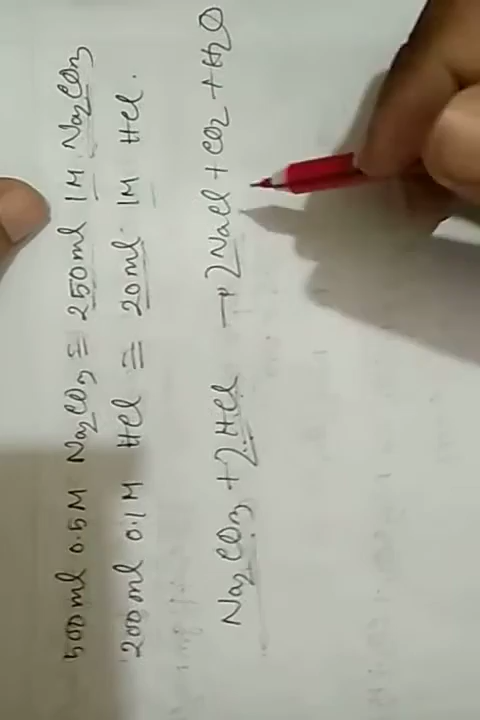 500ml 0.5M Na2CO3 ≡ 250ml 1M Na2CO3
200ml 0.1M HCl ≡ 20ml 1M HCl.
Na2CO3 + 2HCl → 2NaCl + CO2 + H2O